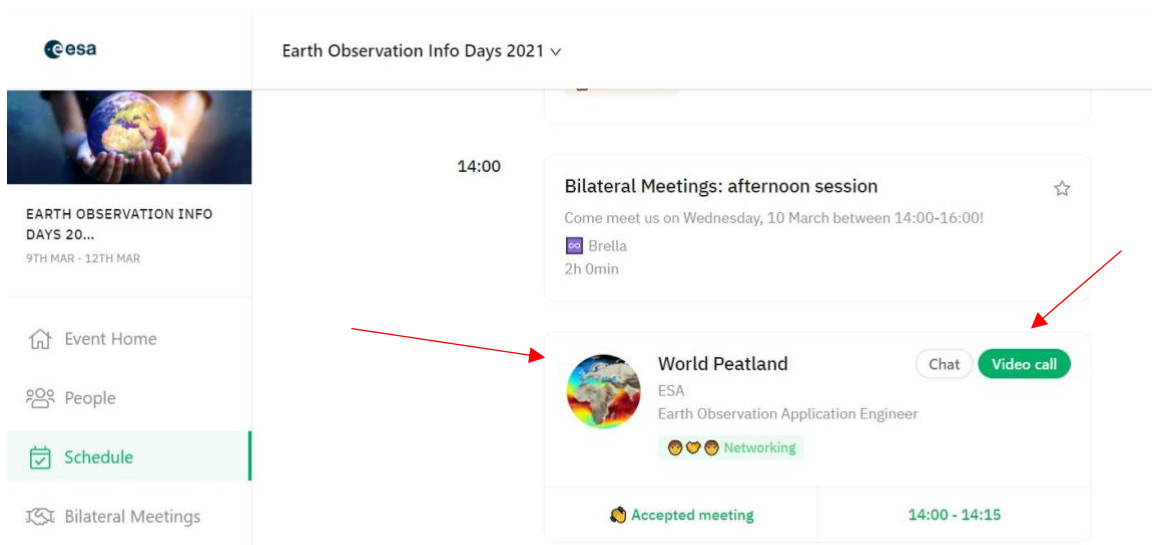 esa
Earth Observation Info Days 2021
14:00
Bilateral Meetings: afternoon session
Come meet us on Wednesday, 10 March between 14:00-16:00!
Brella
2h 0min
EARTH OBSERVATION INFO
DAYS 20...
9TH MAR - 12TH MAR
Event Home
People
Schedule
Bilateral Meetings
World Peatland
Chat
Video call
ESA
Earth Observation Application Engineer
Networking
Accepted meeting
14:00 - 14:15